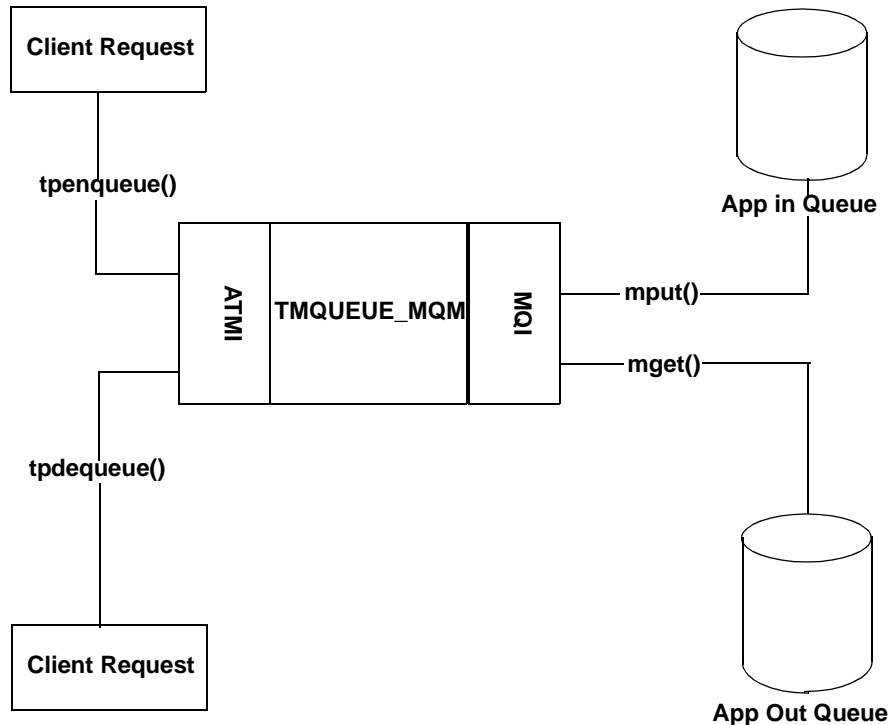 Client Request
tpenqueue()
App in Queue
ATMI
TMQUEUE_MQM
MQI
mput()
mget()
tpdequeue()
Client Request
App Out Queue